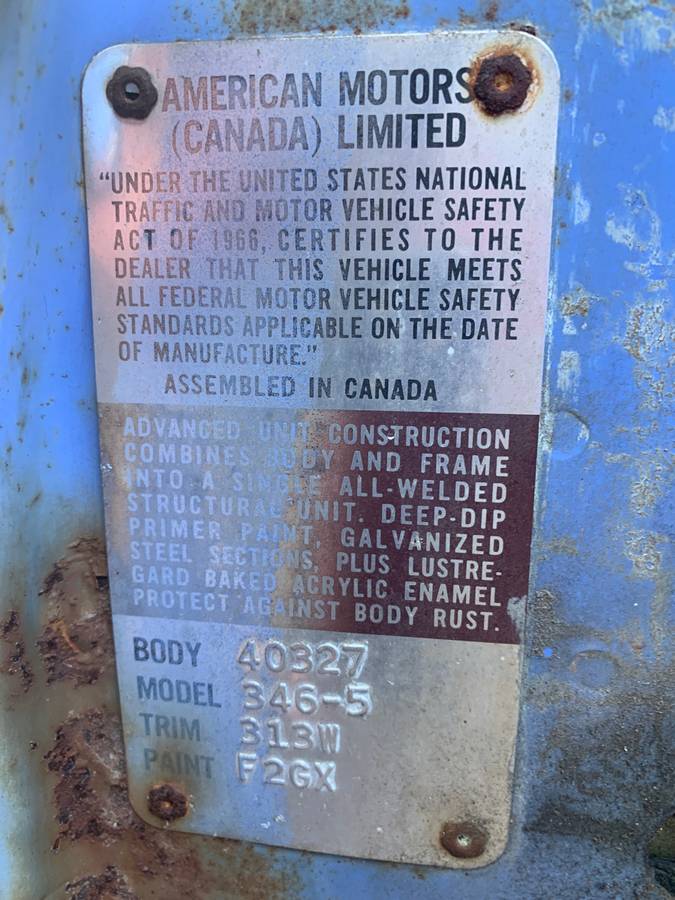 AMERICAN MOTORS
(CANADA) LIMITED
"UNDER THE UNITED STATES NATIONAL
TRAFFIC AND MOTOR VEHICLE SAFETY
ACT OF 1966, CERTIFIES TO THE
DEALER THAT THIS VEHICLE MEETS
ALL FEDERAL MOTOR VEHICLE SAFETY
STANDARDS APPLICABLE ON THE DATE
OF MANUFACTURE."
ASSEMBLED IN CANADA
ADVANCED UNIT CONSTRUCTION
COMBINES BODY AND FRAME
INTO A SINGLE ALL-WELDED
STRUCTURAL UNIT. DEEP-DIP
PRIMER PAINT, GALVANIZED
STEEL SECTIONS, PLUS LUSTRE-
GARD BAKED ACRYLIC ENAMEL
PROTECT AGAINST BODY RUST.
BODY 40327
MODEL 346-5
TRIM 313W
PAINT F2GX